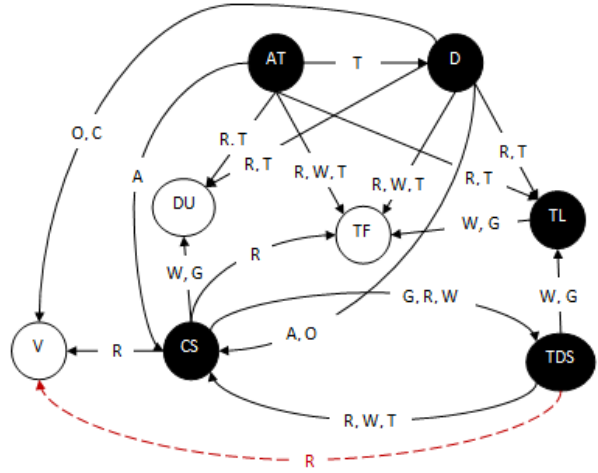 AT
T
D
O, C
R. T
A
R, T
R, W, T
R, W, T
R, T
R, T
DU
TF
W, G
TL
R
W, G
G, R, W
W, G
V
R
CS
A, O
TDS
R, W, T
R